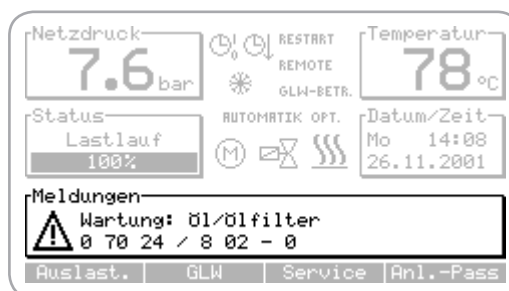 Netzdruck
7.6 bar
RESTART
REMOTE
GLW-BETR.
Temperatur
78 °C
Status
Lastlauf
100%
AUTOMATIK OPT.
M
Datum/Zeit
Mo 14:08
26.11.2001
Meldungen
Wartung: öl/ölfilter
0 70 24 / 8 02 - 0
Auslast. GLW Service Anl.-Pass